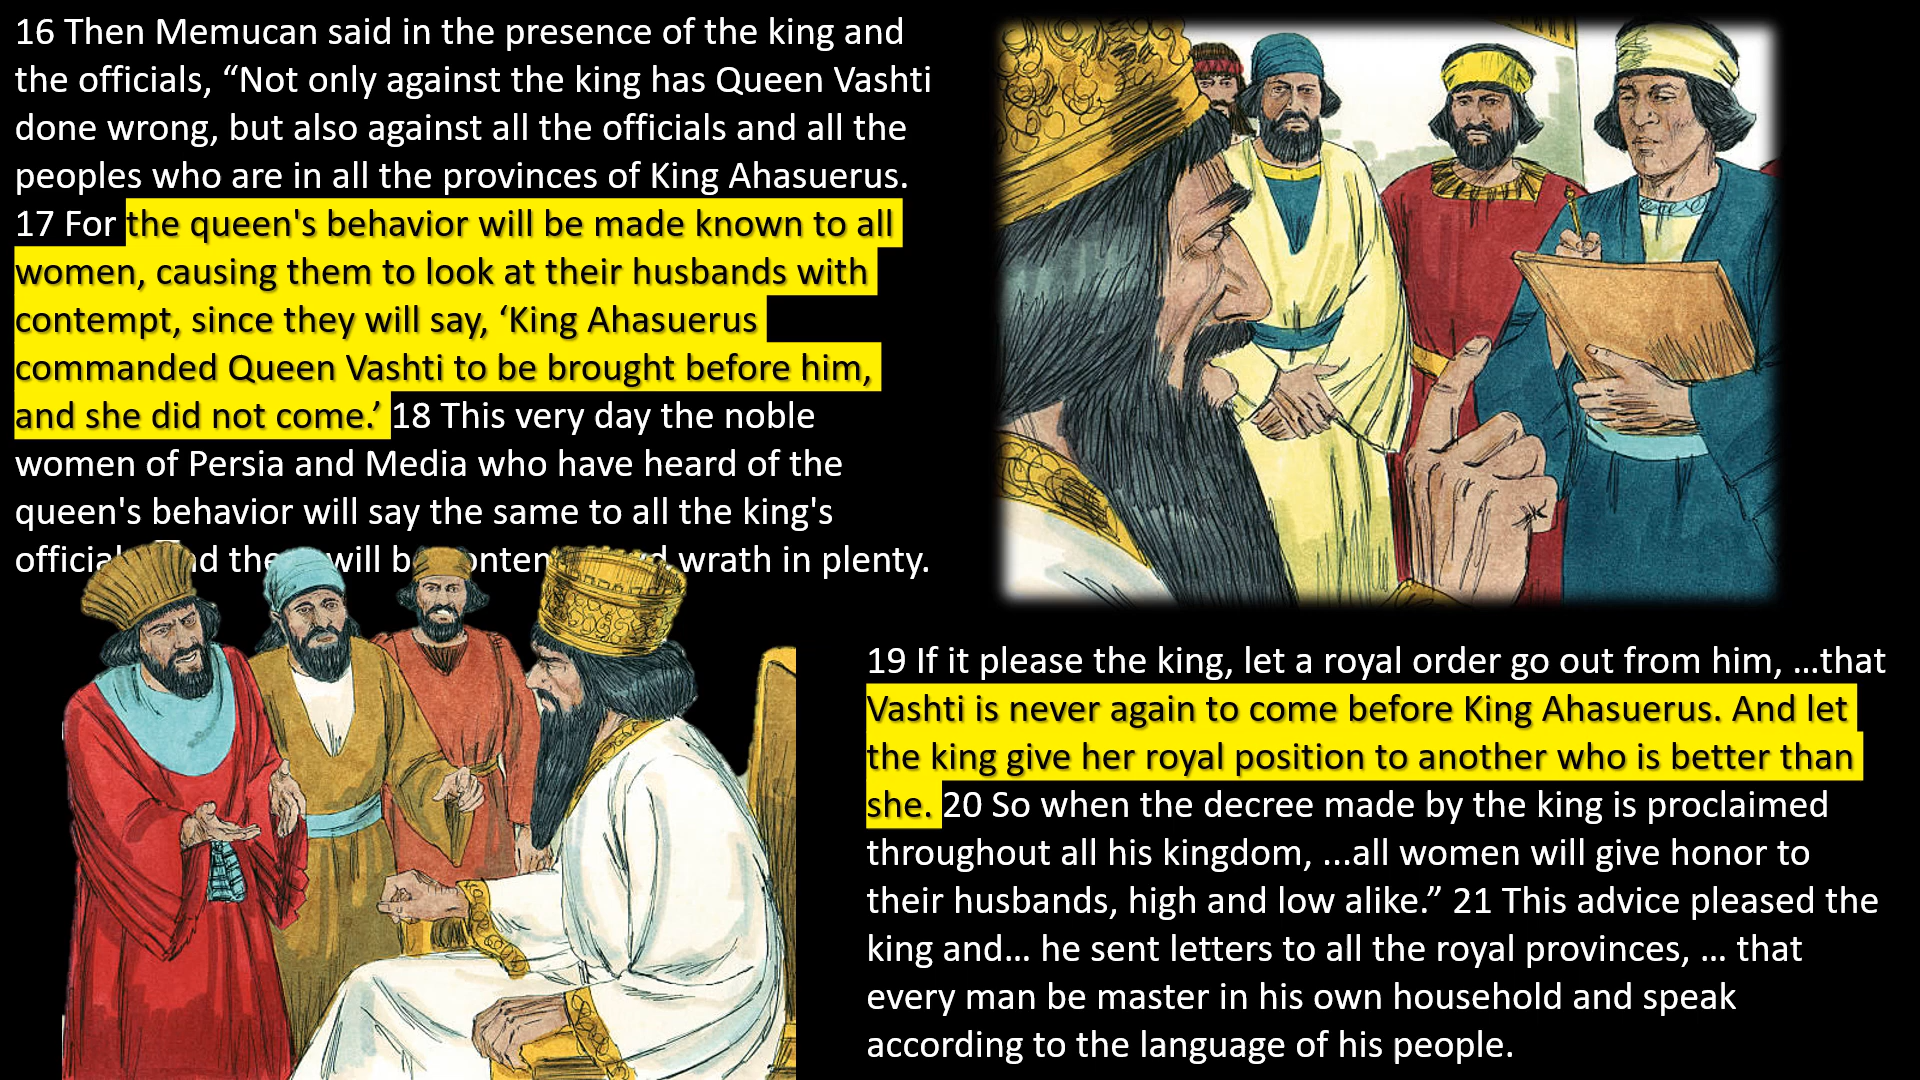 16 Then Memucan said in the presence of the king and
the officials, “Not only against the king has Queen Vashti
done wrong, but also against all the officials and all the
peoples who are in all the provinces of King Ahasuerus.
17 For the queen's behavior will be made known to all
women, causing them to look at their husbands with
contempt, since they will say, ‘King Ahasuerus
commanded Queen Vashti to be brought before him,
and she did not come.’ 18 This very day the noble
women of Persia and Media who have heard of the
queen's behavior will say the same to all the king's
will wrath in plenty.
19 If it please the king, let a royal order go out from him, …that
Vashti is never again to come before King Ahasuerus. And let
the king give her royal position to another who is better than
she. 20 So when the decree made by the king is proclaimed
throughout all his kingdom, ...all women will give honor to
their husbands, high and low alike.” 21 This advice pleased the
king and… he sent letters to all the royal provinces, … that
every man be master in his own household and speak
according to the language of his people.